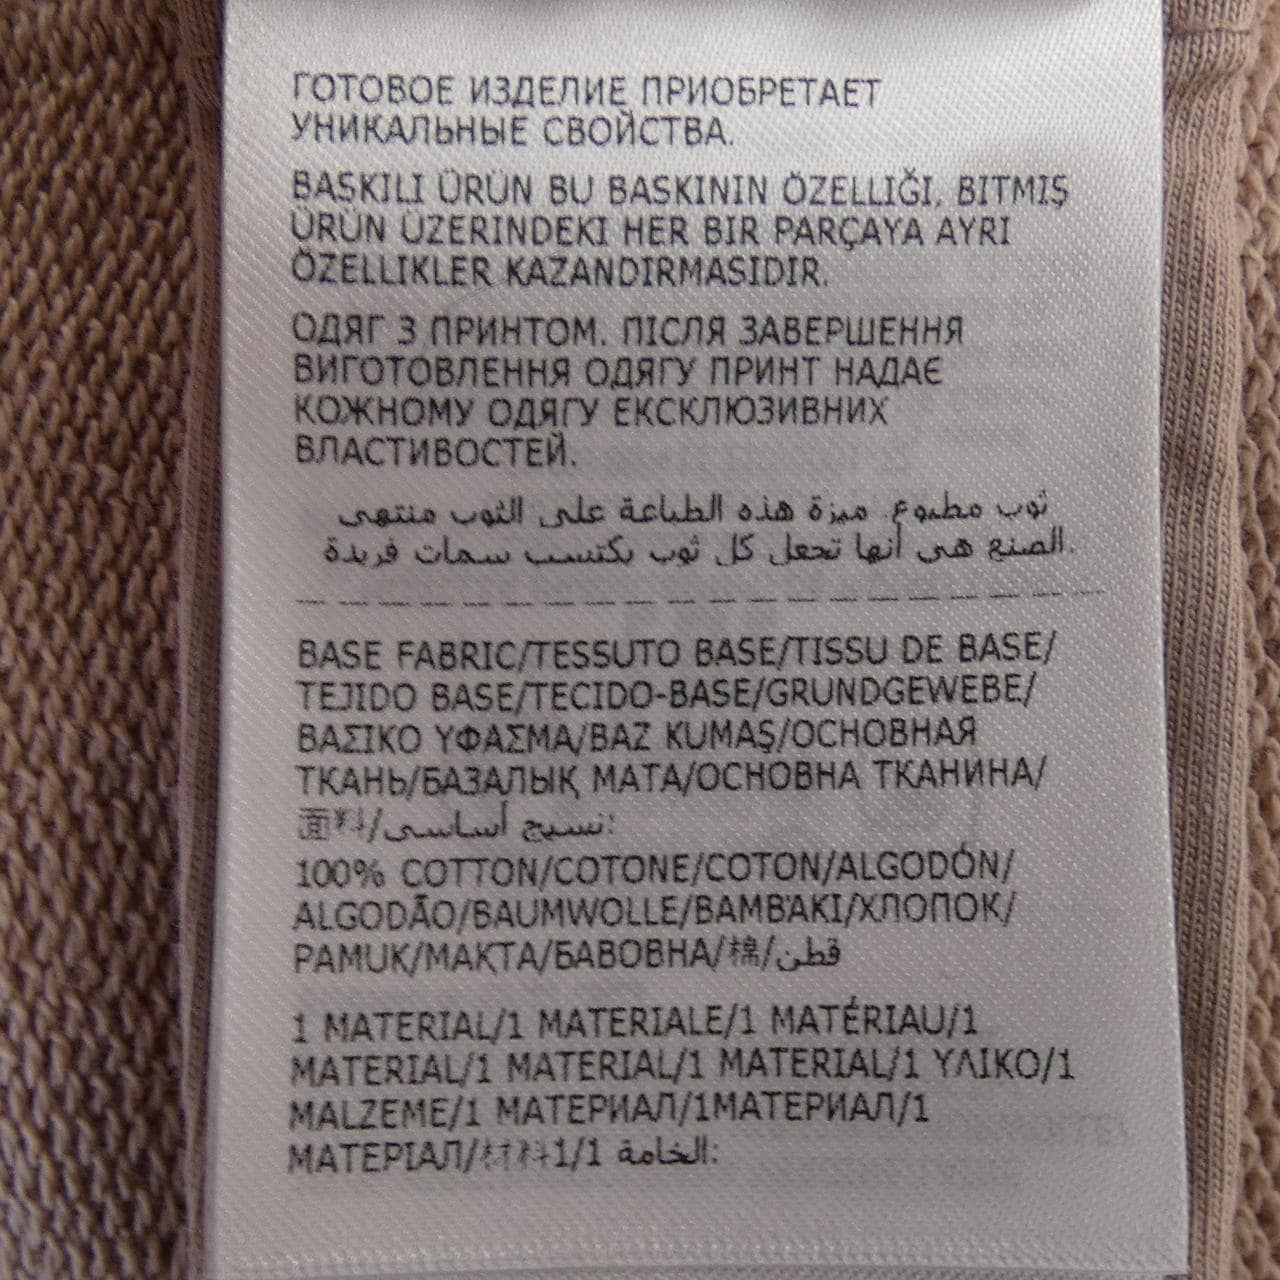 ГОТОВОЕ ИЗДЕЛИЕ ПРИОБРЕТАЕТ
УНИКАЛЬНЫЕ СВОЙСТВА.
BASKILI ÜRÜN BU BASKININ ÖZELLIĞI, BITMIŞ
ÜRÜN ÜZERINDEKI HER BIR PARÇAYA AYRI
ÖZELLIKLER KAZANDIRMASIDIR.
ОДЯГ З ПРИНТОМ. ПІСЛЯ ЗАВЕРШЕННЯ
ВИГОТОВЛЕННЯ ОДЯГУ ПРИНТ НАДАЄ
КОЖНОМУ ОДЯГУ ЕКСКЛЮЗИВНИХ
ВЛАСТИВОСТЕЙ.
ثوب مطبوع. ميزة هذه الطباعة على الثوب منتهى
الصنع هى أنها تجعل كل ثوب يكتسب سمات فريدة.
BASE FABRIC/TESSUTO BASE/TISSU DE BASE/
TEJIDO BASE/TECIDO-BASE/GRUNDGEWEBE/
ΒΑΣΙΚΟ ΥΦΑΣΜΑ/BAZ KUMAŞ/ОСНОВНАЯ
ТКАНЬ/БАЗАЛЫҚ МАТА/ОСНОВНА ТКАНИНА/
面料/نسيج أساسى:
100% COTTON/COTONE/COTON/ALGODÓN/
ALGODÃO/BAUMWOLLE/ΒΑΜΒΆΚΙ/ХЛОПОК/
PAMUK/МАҚТА/БАВОВНА/棉/قطن
1 MATERIAL/1 MATERIALE/1 MATÉRIAU/1
MATERIAL/1 MATERIAL/1 MATERIAL/1 ΥΛΙΚΟ/1
MALZEME/1 МАТЕРИАЛ/1МАТЕРИАЛ/1
МАТЕРІАЛ/材料1/1 الخامة: